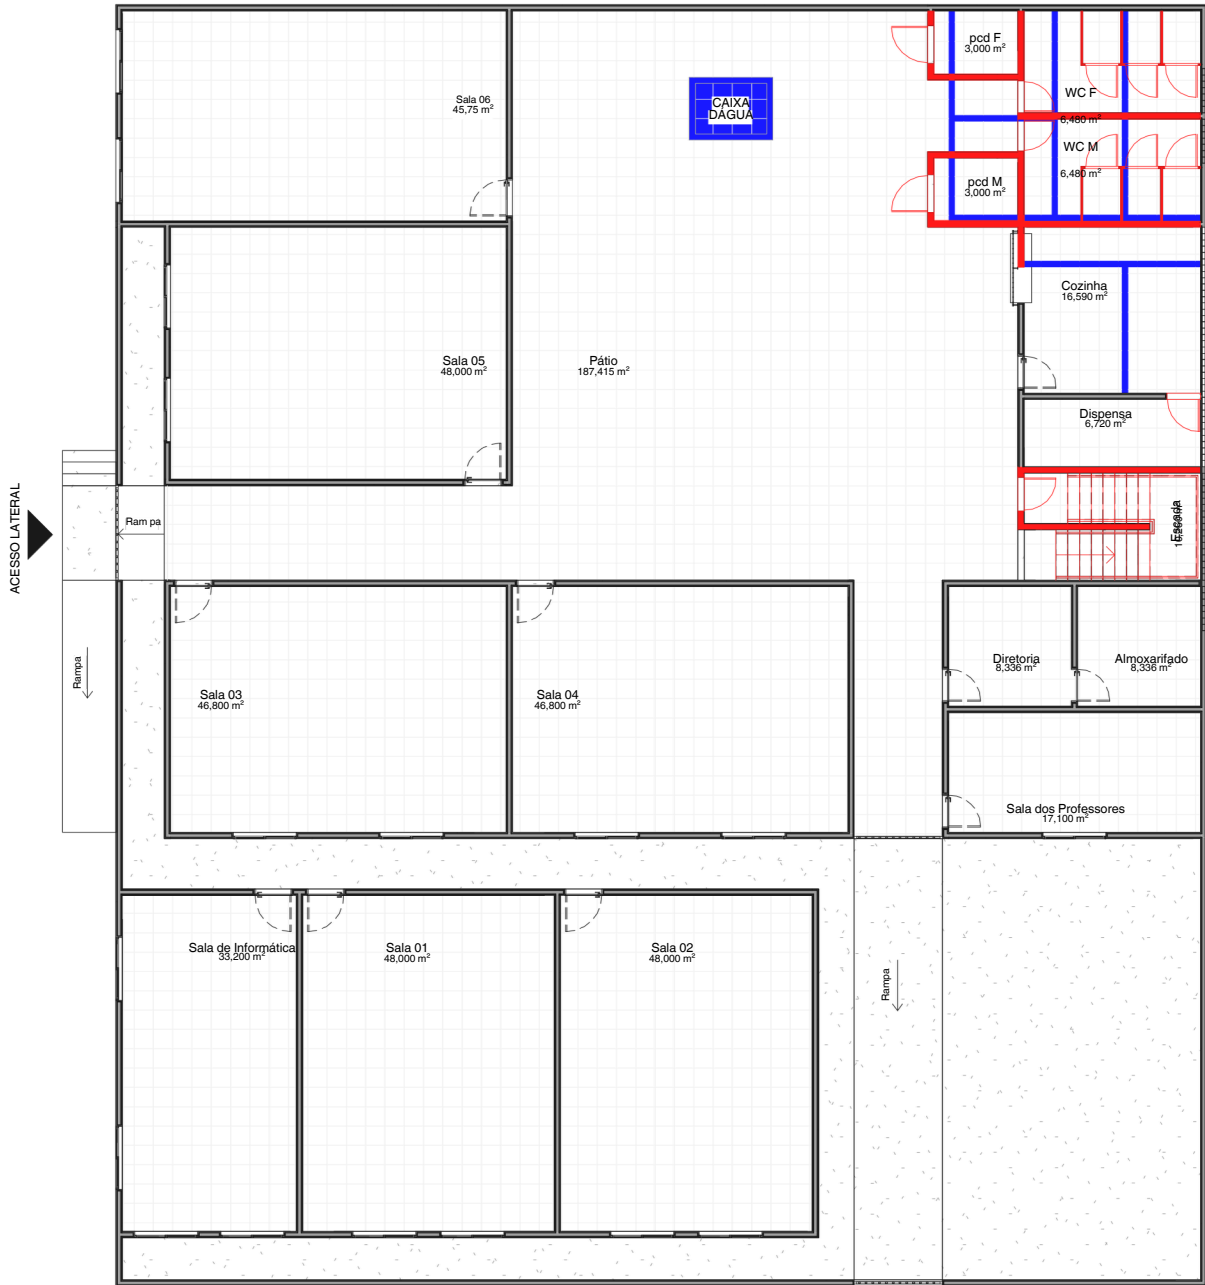 pcd F
3,000 m²
WC F
6,480 m²
WC M
6,480 m²
pcd M
3,000 m²
CAIXA
DAGUA
Sala 06
45,75 m²
Cozinha
16,590 m²
Sala 05
48,000 m²
Pátio
187,415 m²
Dispensa
6,720 m²
Escada
ACESSO LATERAL
Ram pa
Rampa
Diretoria
8,336 m²
Almoxarifado
8,336 m²
Sala 03
46,800 m²
Sala 04
46,800 m²
Sala dos Professores
17,100 m²
Sala de Informática
33,200 m²
Sala 01
48,000 m²
Sala 02
48,000 m²
Rampa